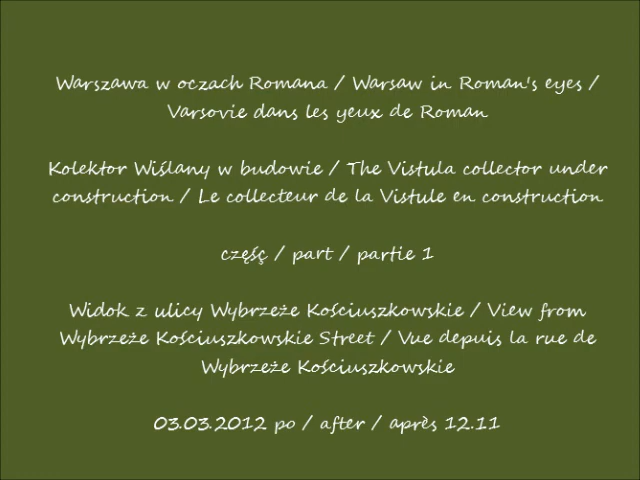 Warszawa w oczach Romana / Warsaw in Roman's eyes /
Varsovie dans les yeux de Roman
Kolektor Wiślany w budowie / The Vistula collector under
construction / Le collecteur de la Vistule en construction
częśç / part / partie 1
Widok z ulicy Wybrzeże Kościuszkowskie / View from
Wybrzeże Kościuszkowskie Street / Vue depuis la rue de
Wybrzeże Kościuszkowskie
03.03.2012 po / after / après 12.11